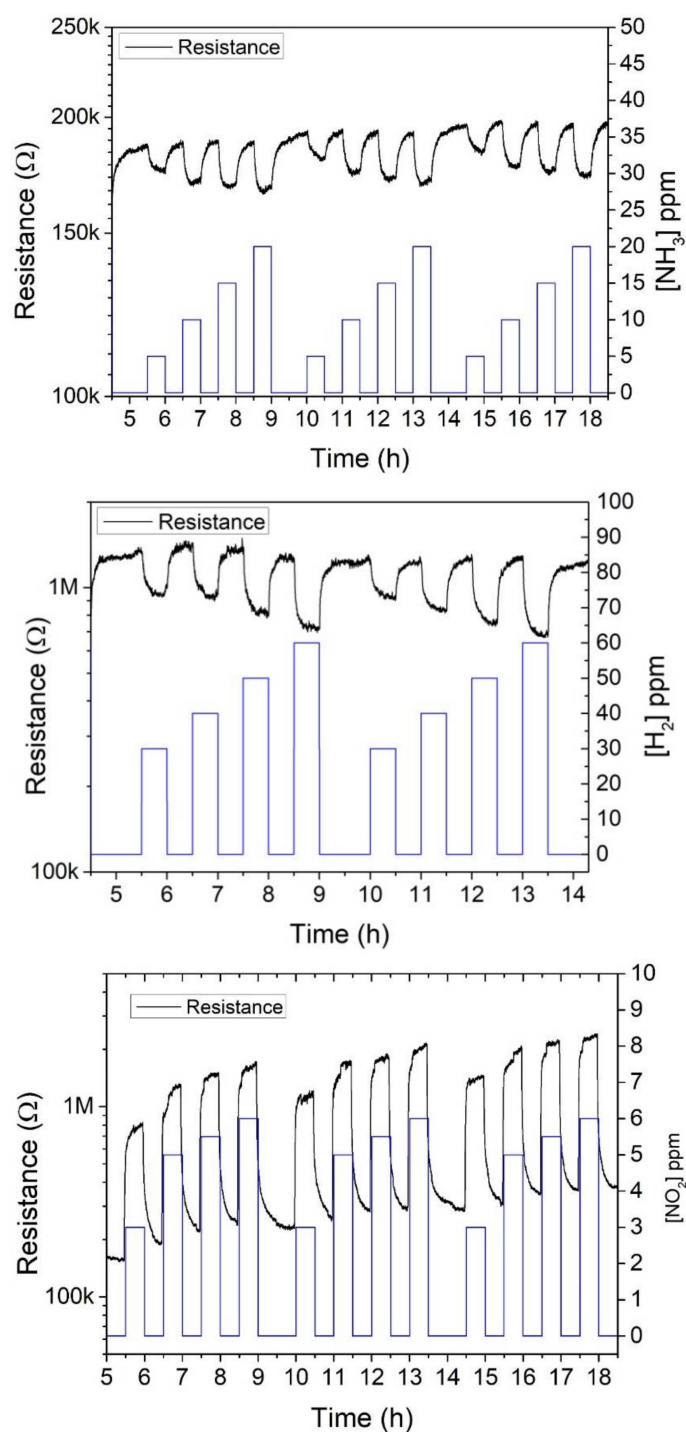 250k
200k
150k
100k
Resistance (Ω)
Resistance
50
45
40
35
30
25
20
15
10
5
0
[NH₃] ppm
5 6 7 8 9 10 11 12 13 14 15 16 17 18
Time (h)
1M
100k
Resistance (Ω)
Resistance
100
90
80
70
60
50
40
30
20
10
0
[H₂] ppm
5 6 7 8 9 10 11 12 13 14
Time (h)
1M
100k
Resistance (Ω)
Resistance
10
9
8
7
6
5
4
3
2
1
0
[NO₂] ppm
5 6 7 8 9 10 11 12 13 14 15 16 17 18
Time (h)